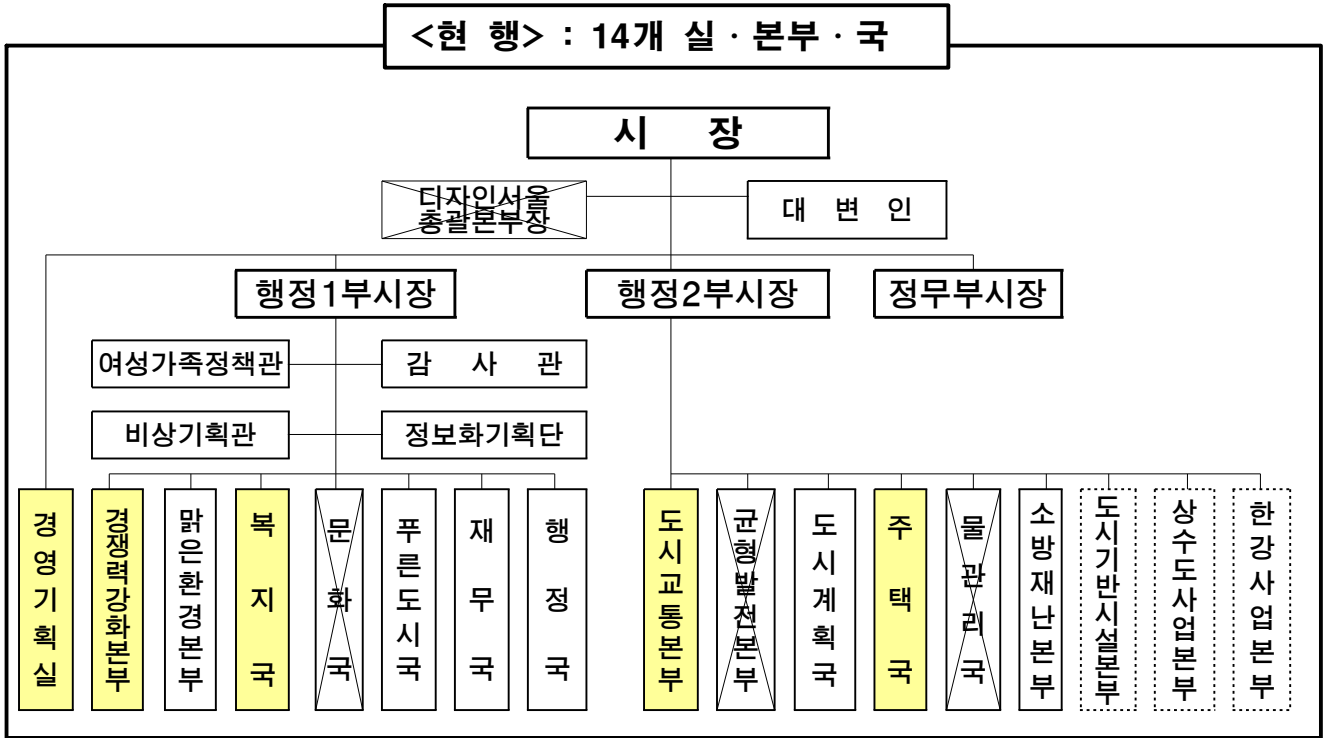 <현 행> : 14개 실 · 본부 · 국
시 장
디자인서울
총괄본부장
대 변 인
행정1부시장
행정2부시장
정무부시장
여성가족정책관
감 사 관
비상기획관
정보화기획단
경영기획실
경쟁력강화본부
맑은환경본부
복지국
문화국
푸른도시국
재무국
행정국
도시교통본부
균형발전본부
도시계획국
주택국
물관리국
소방재난본부
도시기반시설본부
상수도사업본부
한강사업본부